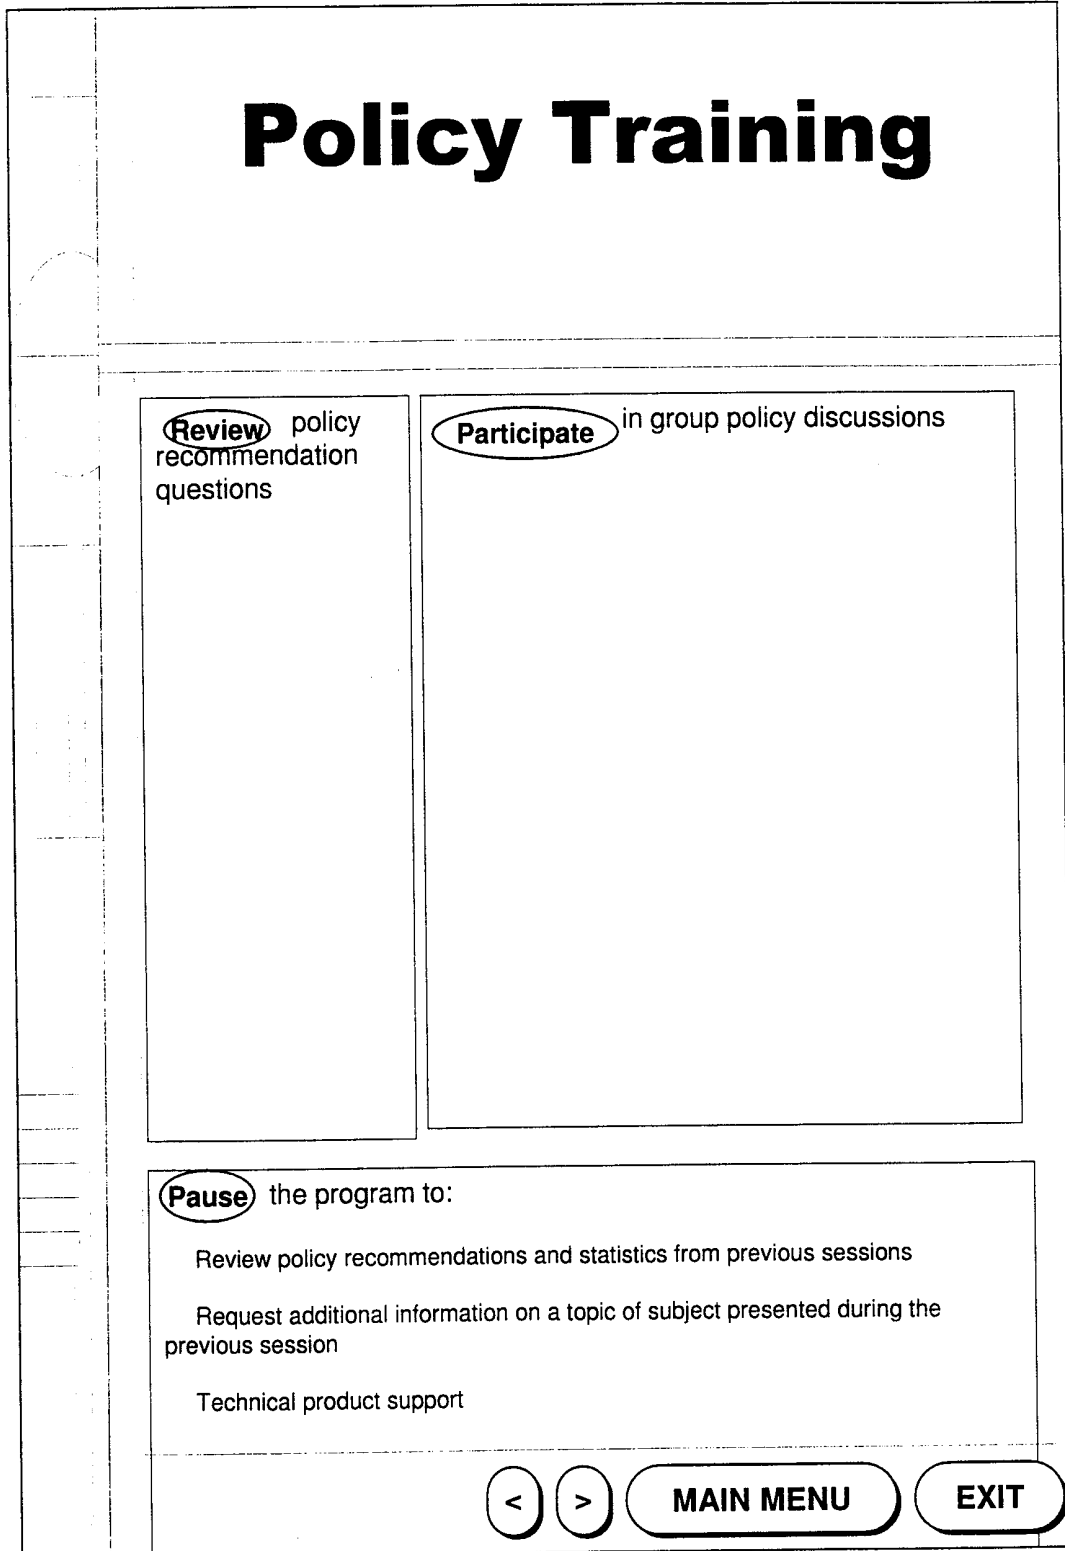 Policy Training
Review policy
recommendation
questions
Participate in group policy discussions
Pause the program to:
Review policy recommendations and statistics from previous sessions
Request additional information on a topic of subject presented during the
previous session
Technical product support
< > MAIN MENU EXIT